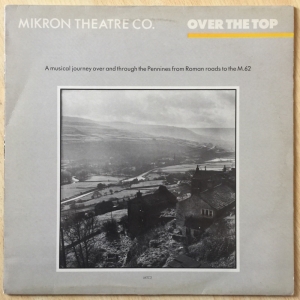 MIKRON THEATRE CO. OVER THE TOP
A musical journey over and through the Pennines from Roman roads to the M.62